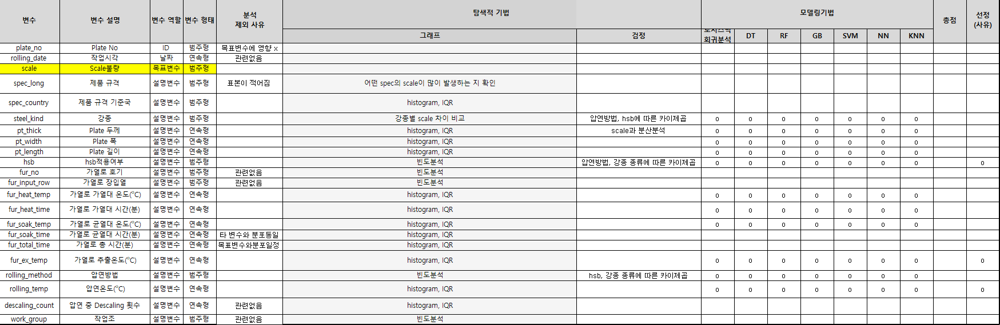 변수 변수 설명 변수 역할 변수 형태 분석 제외 사유 탐색적 기법 모델링기법 총점 선정 (사유)
그래프 검정 로지스틱 회귀분석 DT RF GB SVM NN KNN
plate_no Plate No ID 범주형 목표변수에 영향 x
rolling_date 작업시각 날짜 연속형 관련없음
scale Scale불량 목표변수 범주형
spec_long 제품 규격 설명변수 범주형 표본이 적어짐 어떤 spec의 scale이 많이 발생하는 지 확인
spec_country 제품 규격 기준국 설명변수 범주형 histogram, IQR
steel_kind 강종 설명변수 범주형 강종별 scale 차이 비교 압연방법, hsb에 따른 카이제곱 o o o o o o o
pt_thick Plate 두께 설명변수 연속형 histogram, IQR scale과 분산분석 o o o o o o o
pt_width Plate 폭 설명변수 연속형 histogram, IQR o o o o o o o
pt_length Plate 길이 설명변수 연속형 histogram, IQR o o o o o o o
hsb hsb적용여부 설명변수 범주형 빈도분석 압연방법, 강종 종류에 따른 카이제곱 o o o o o o o o
fur_no 가열로 호기 설명변수 범주형 관련없음 빈도분석
fur_input_row 가열로 장입열 설명변수 범주형 관련없음 빈도분석
fur_heat_temp 가열로 가열대 온도(℃) 설명변수 연속형 histogram, IQR o o o o o o o
fur_heat_time 가열로 가열대 시간(분) 설명변수 연속형 histogram, IQR o o o o o o o
fur_soak_temp 가열로 균열대 온도(℃) 설명변수 연속형 histogram, IQR o o o o o o o
fur_soak_time 가열로 균열대 시간(분) 설명변수 연속형 타 변수와 분포동일 histogram, IQR
fur_total_time 가열로 총 시간(분) 설명변수 연속형 목표변수와분포일정 histogram, IQR
fur_ex_temp 가열로 추출온도(℃) 설명변수 연속형 histogram, IQR o o o o o o o o
rolling_method 압연방법 설명변수 범주형 빈도분석 hsb, 강종 종류에 따른 카이제곱 o o o o o o o
rolling_temp 압연온도(℃) 설명변수 연속형 histogram, IQR o o o o o o o o
descaling_count 압연 중 Descaling 횟수 설명변수 연속형 관련없음 histogram, IQR
work_group 작업조 설명변수 범주형 관련없음 빈도분석